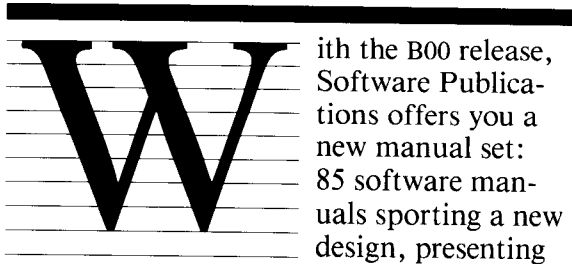 With the B00 release,
Software Publica-
tions offers you a
new manual set:
85 software man-
uals sporting a new
design, presenting